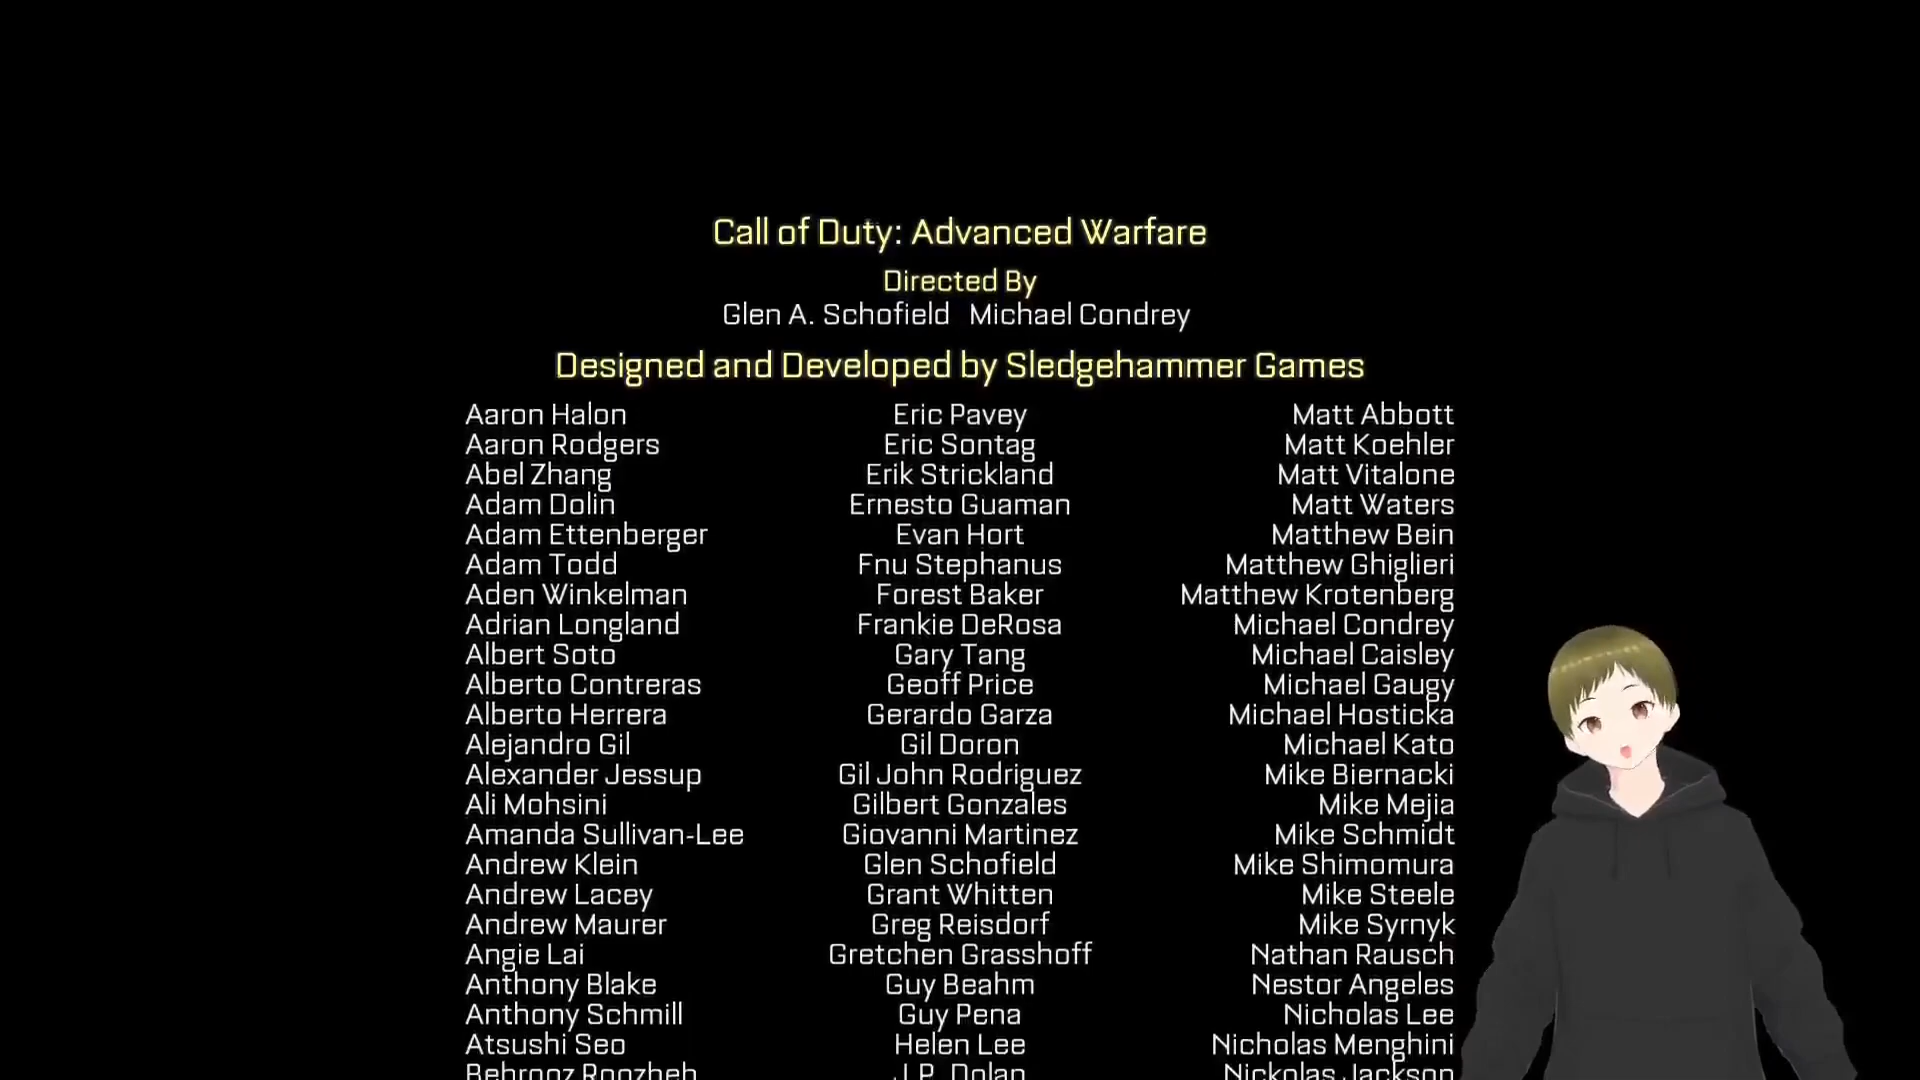 Call of Duty: Advanced Warfare
Directed By
Glen A. Schofield Michael Condrey
Designed and Developed by Sledgehammer Games
Aaron Halon Eric Pavey Matt Abbott
Aaron Rodgers Eric Sontag Matt Koehler
Abel Zhang Erik Strickland Matt Vitalone
Adam Dolin Ernesto Guaman Matt Waters
Adam Ettenberger Evan Hort Matthew Bein
Adam Todd Fnu Stephanus Matthew Ghiglieri
Aden Winkelman Forest Baker Matthew Krotenberg
Adrian Longland Frankie DeRosa Michael Condrey
Albert Soto Gary Tang Michael Caisley
Alberto Contreras Geoff Price Michael Gaugy
Alberto Herrera Gerardo Garza Michael Hosticka
Alejandro Gil Gil Doron Michael Kato
Alexander Jessup Gil John Rodriguez Mike Biernacki
Ali Mohsini Gilbert Gonzales Mike Mejia
Amanda Sullivan-Lee Giovanni Martinez Mike Schmidt
Andrew Klein Glen Schofield Mike Shimomura
Andrew Lacey Grant Whitten Mike Steele
Andrew Maurer Greg Reisdorf Mike Syrnyk
Angie Lai Gretchen Grasshoff Nathan Rausch
Anthony Blake Guy Beahm Nestor Angeles
Anthony Schmill Guy Pena Nicholas Lee
Atsushi Seo Helen Lee Nicholas Menghini
Behrooz Roozbeh J.P. Dolan Nickolas Jackson